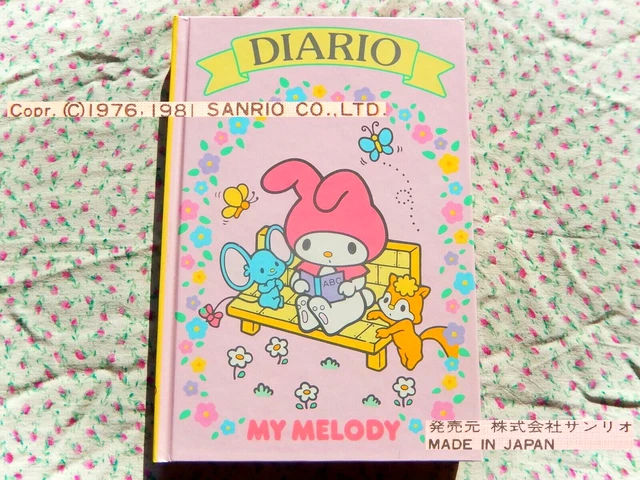 DIARIO
Copr. Ⓒ1976,1981 SANRIO CO.,LTD.
ABC
MY MELODY
発売元 株式会社サンリオ
MADE IN JAPAN